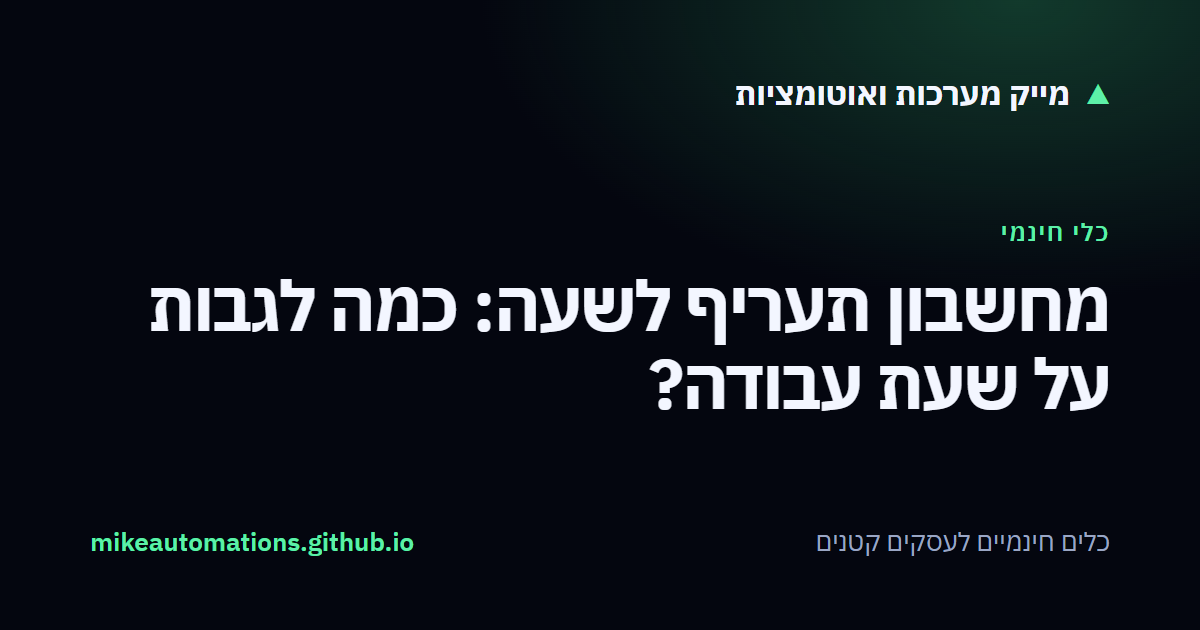 מייק מערכות ואוטומציות
כלי חינמי
מחשבון תעריף לשעה: כמה לגבות
על שעת עבודה?
כלים חינמיים לעסקים קטנים
mikeautomations.github.io